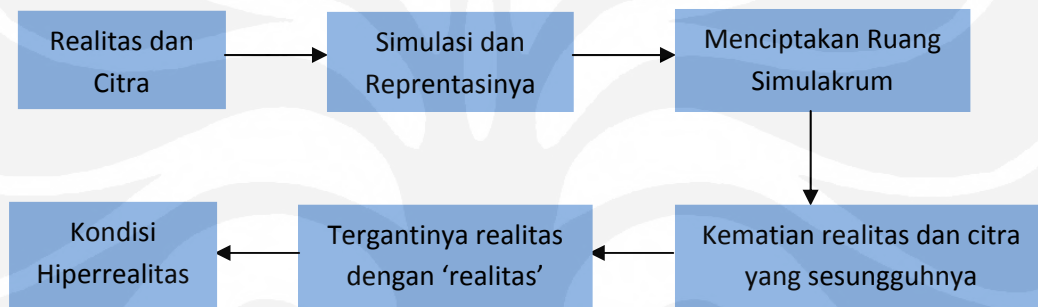 Realitas dan
Citra
Simulasi dan
Reprentasinya
Menciptakan Ruang
Simulakrum
Kematian realitas dan citra
yang sesungguhnya
Tergantinya realitas
dengan ‘realitas’
Kondisi
Hiperrealitas